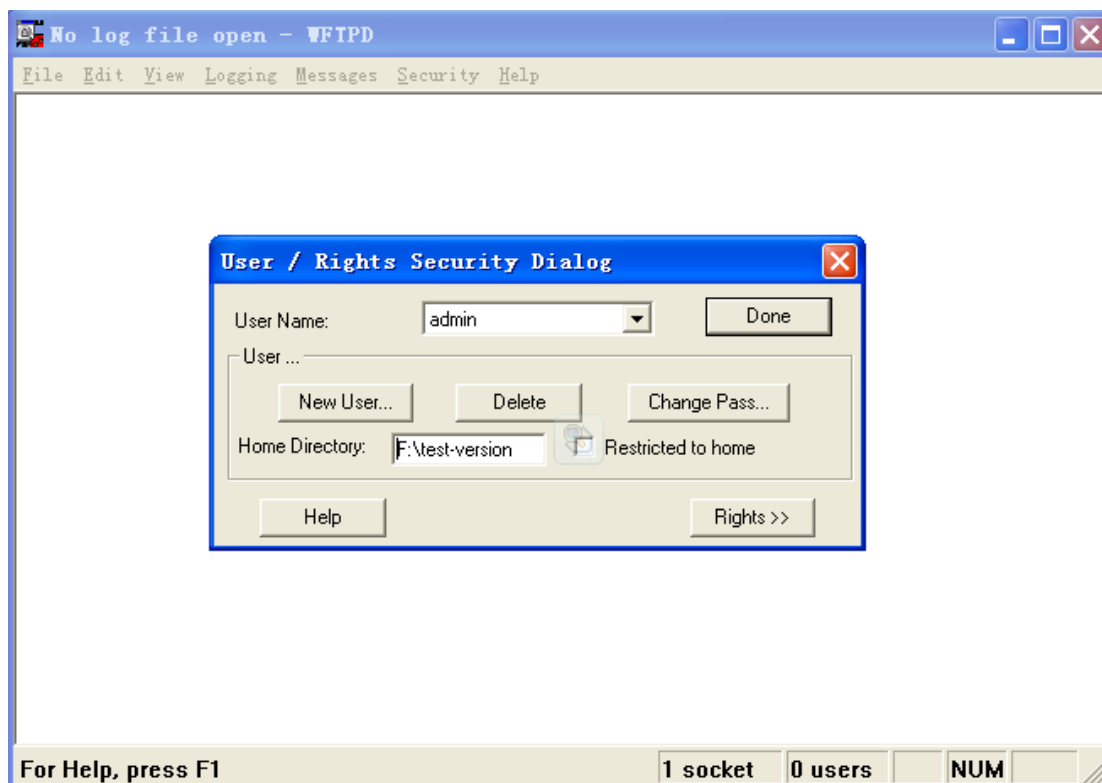 No log file open - WFTPD
File Edit View Logging Messages Security Help
User / Rights Security Dialog
User Name: admin Done
User ...
New User... Delete Change Pass...
Home Directory: F:\test-version Restricted to home
Help Rights >>
For Help, press F1 1 socket 0 users NUM